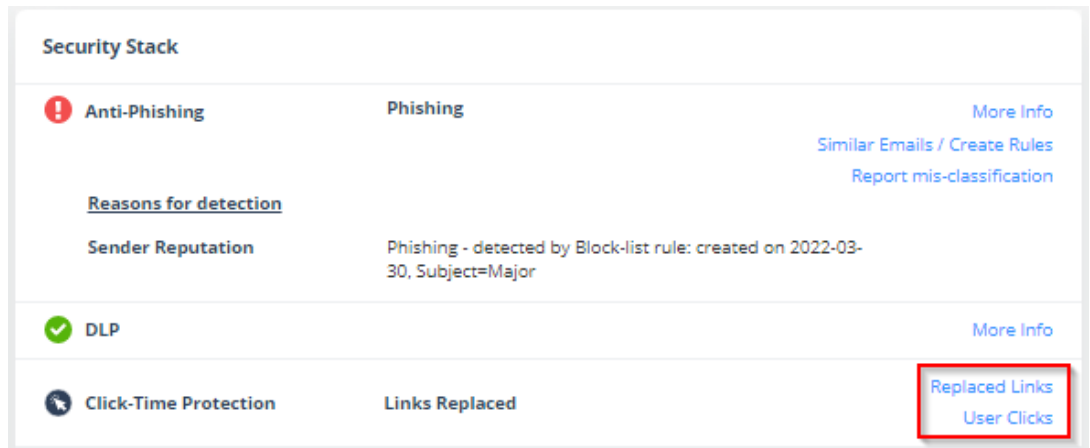 Security Stack
Anti-Phishing Phishing More Info
Similar Emails / Create Rules
Report mis-classification
Reasons for detection
Sender Reputation Phishing - detected by Block-list rule: created on 2022-03-
30, Subject=Major
DLP More Info
Replaced Links
Click-Time Protection Links Replaced
User Clicks